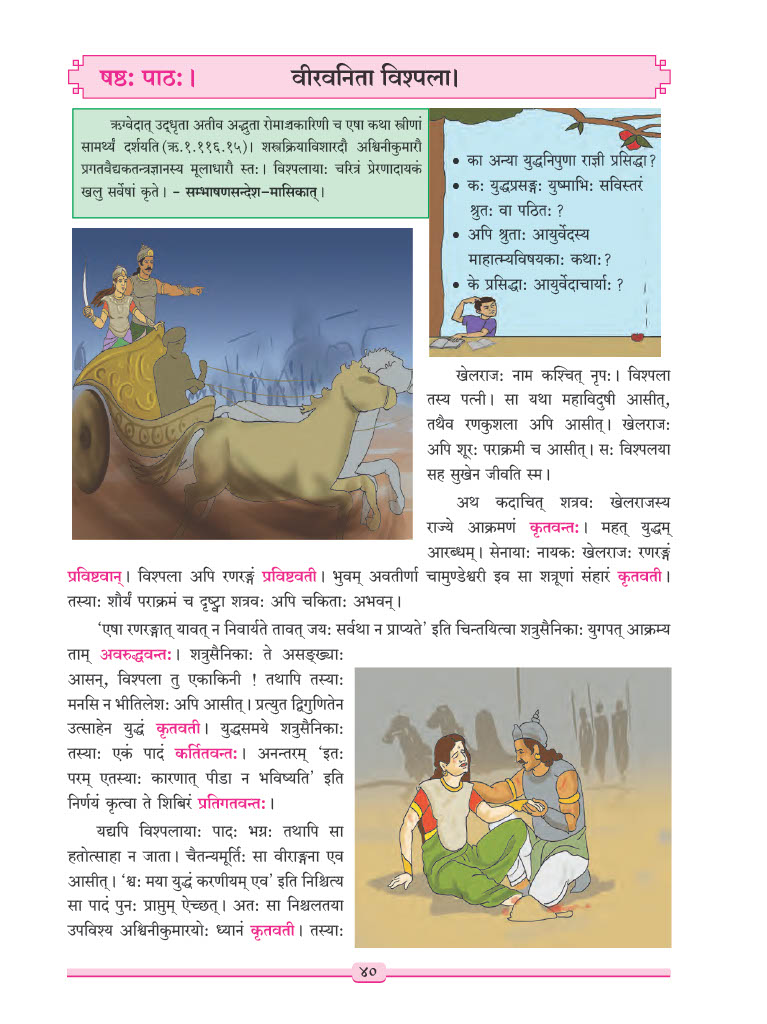 षष्ठः पाठः।
वीरवनिता विश्पला।
ऋग्वेदात् उद्धृता अतीव अद्भुता रोमाञ्चकारिणी च एषा कथा स्त्रीणां
सामर्थ्यं दर्शयति (ऋ.१.११६.१५)। शस्त्रक्रियाविशारदौ अश्विनीकुमारौ
प्रगतवैद्यकतन्त्रज्ञानस्य मूलाधारौ स्तः। विश्पलायाः चरित्रं प्रेरणादायकं
खलु सर्वेषां कृते। - सम्भाषणसन्देश-मासिकात्।
• का अन्या युद्धनिपुणा राज्ञी प्रसिद्धा?
• कः युद्धप्रसङ्गः युष्माभिः सविस्तरं
श्रुतः वा पठितः?
• अपि श्रुताः आयुर्वेदस्य
माहात्म्यविषयकाः कथाः?
• के प्रसिद्धाः आयुर्वेदाचार्याः?
खेलराजः नाम कश्चित् नृपः। विश्पला
तस्य पत्नी। सा यथा महाविदुषी आसीत्,
तथैव रणकुशला अपि आसीत्। खेलराजः
अपि शूरः पराक्रमी च आसीत्। सः विश्पलया
सह सुखेन जीवति स्म।
अथ कदाचित् शत्रवः खेलराजस्य
राज्ये आक्रमणं कृतवन्तः। महत् युद्धम्
आरब्धम्। सेनायाः नायकः खेलराजः रणरङ्गं
प्रविष्टवान्। विश्पला अपि रणरङ्गं प्रविष्टवती। भुवम् अवतीर्णा चामुण्डेश्वरी इव सा शत्रूणां संहारं कृतवती।
तस्याः शौर्यं पराक्रमं च दृष्ट्वा शत्रवः अपि चकिताः अभवन्।
‘एषा रणरङ्गात् यावत् न निवार्यते तावत् जयः सर्वथा न प्राप्यते’ इति चिन्तयित्वा शत्रुसैनिकाः युगपत् आक्रम्य
ताम् अवरुद्धवन्तः। शत्रुसैनिकाः ते असङ्ख्याः
आसन्, विश्पला तु एकाकिनी ! तथापि तस्याः
मनसि न भीतिलेशः अपि आसीत्। प्रत्युत द्विगुणितेन
उत्साहेन युद्धं कृतवती। युद्धसमये शत्रुसैनिकाः
तस्याः एकं पादं कर्तितवन्तः। अनन्तरम् ‘इतः
परम् एतस्याः कारणात् पीडा न भविष्यति’ इति
निर्णयं कृत्वा ते शिबिरं प्रतिगतवन्तः।
यद्यपि विश्पलायाः पादः भग्नः तथापि सा
हतोत्साहा न जाता। चैतन्यमूर्तिः सा वीराङ्गना एव
आसीत्। ‘श्वः मया युद्धं करणीयम् एव’ इति निश्चित्य
सा पादं पुनः प्राप्तुम् ऐच्छत्। अतः सा निश्चलतया
उपविश्य अश्विनीकुमारयोः ध्यानं कृतवती। तस्याः
४०